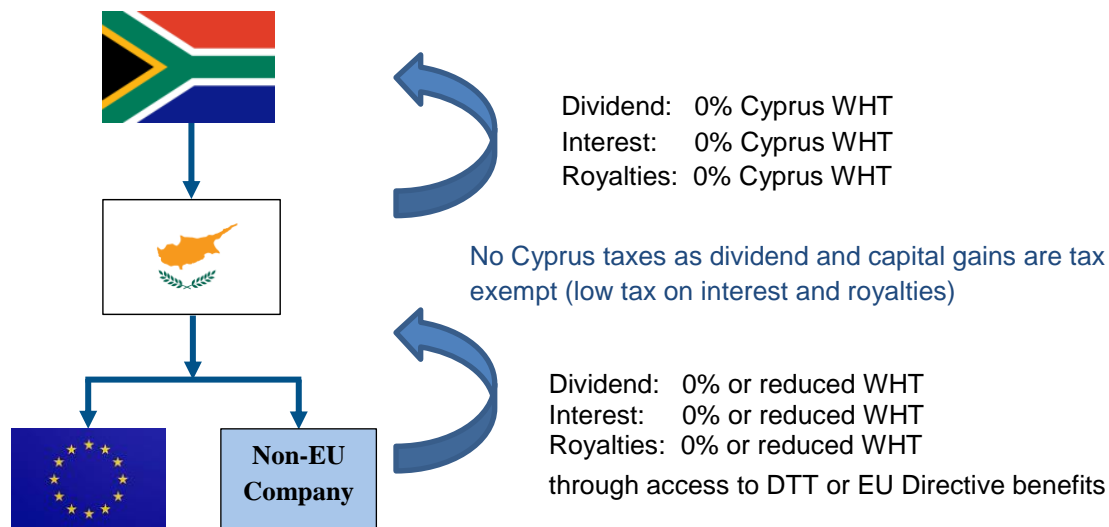 Dividend: 0% Cyprus WHT
Interest: 0% Cyprus WHT
Royalties: 0% Cyprus WHT
No Cyprus taxes as dividend and capital gains are tax
exempt (low tax on interest and royalties)
Dividend: 0% or reduced WHT
Interest: 0% or reduced WHT
Royalties: 0% or reduced WHT
through access to DTT or EU Directive benefits
Non-EU
Company